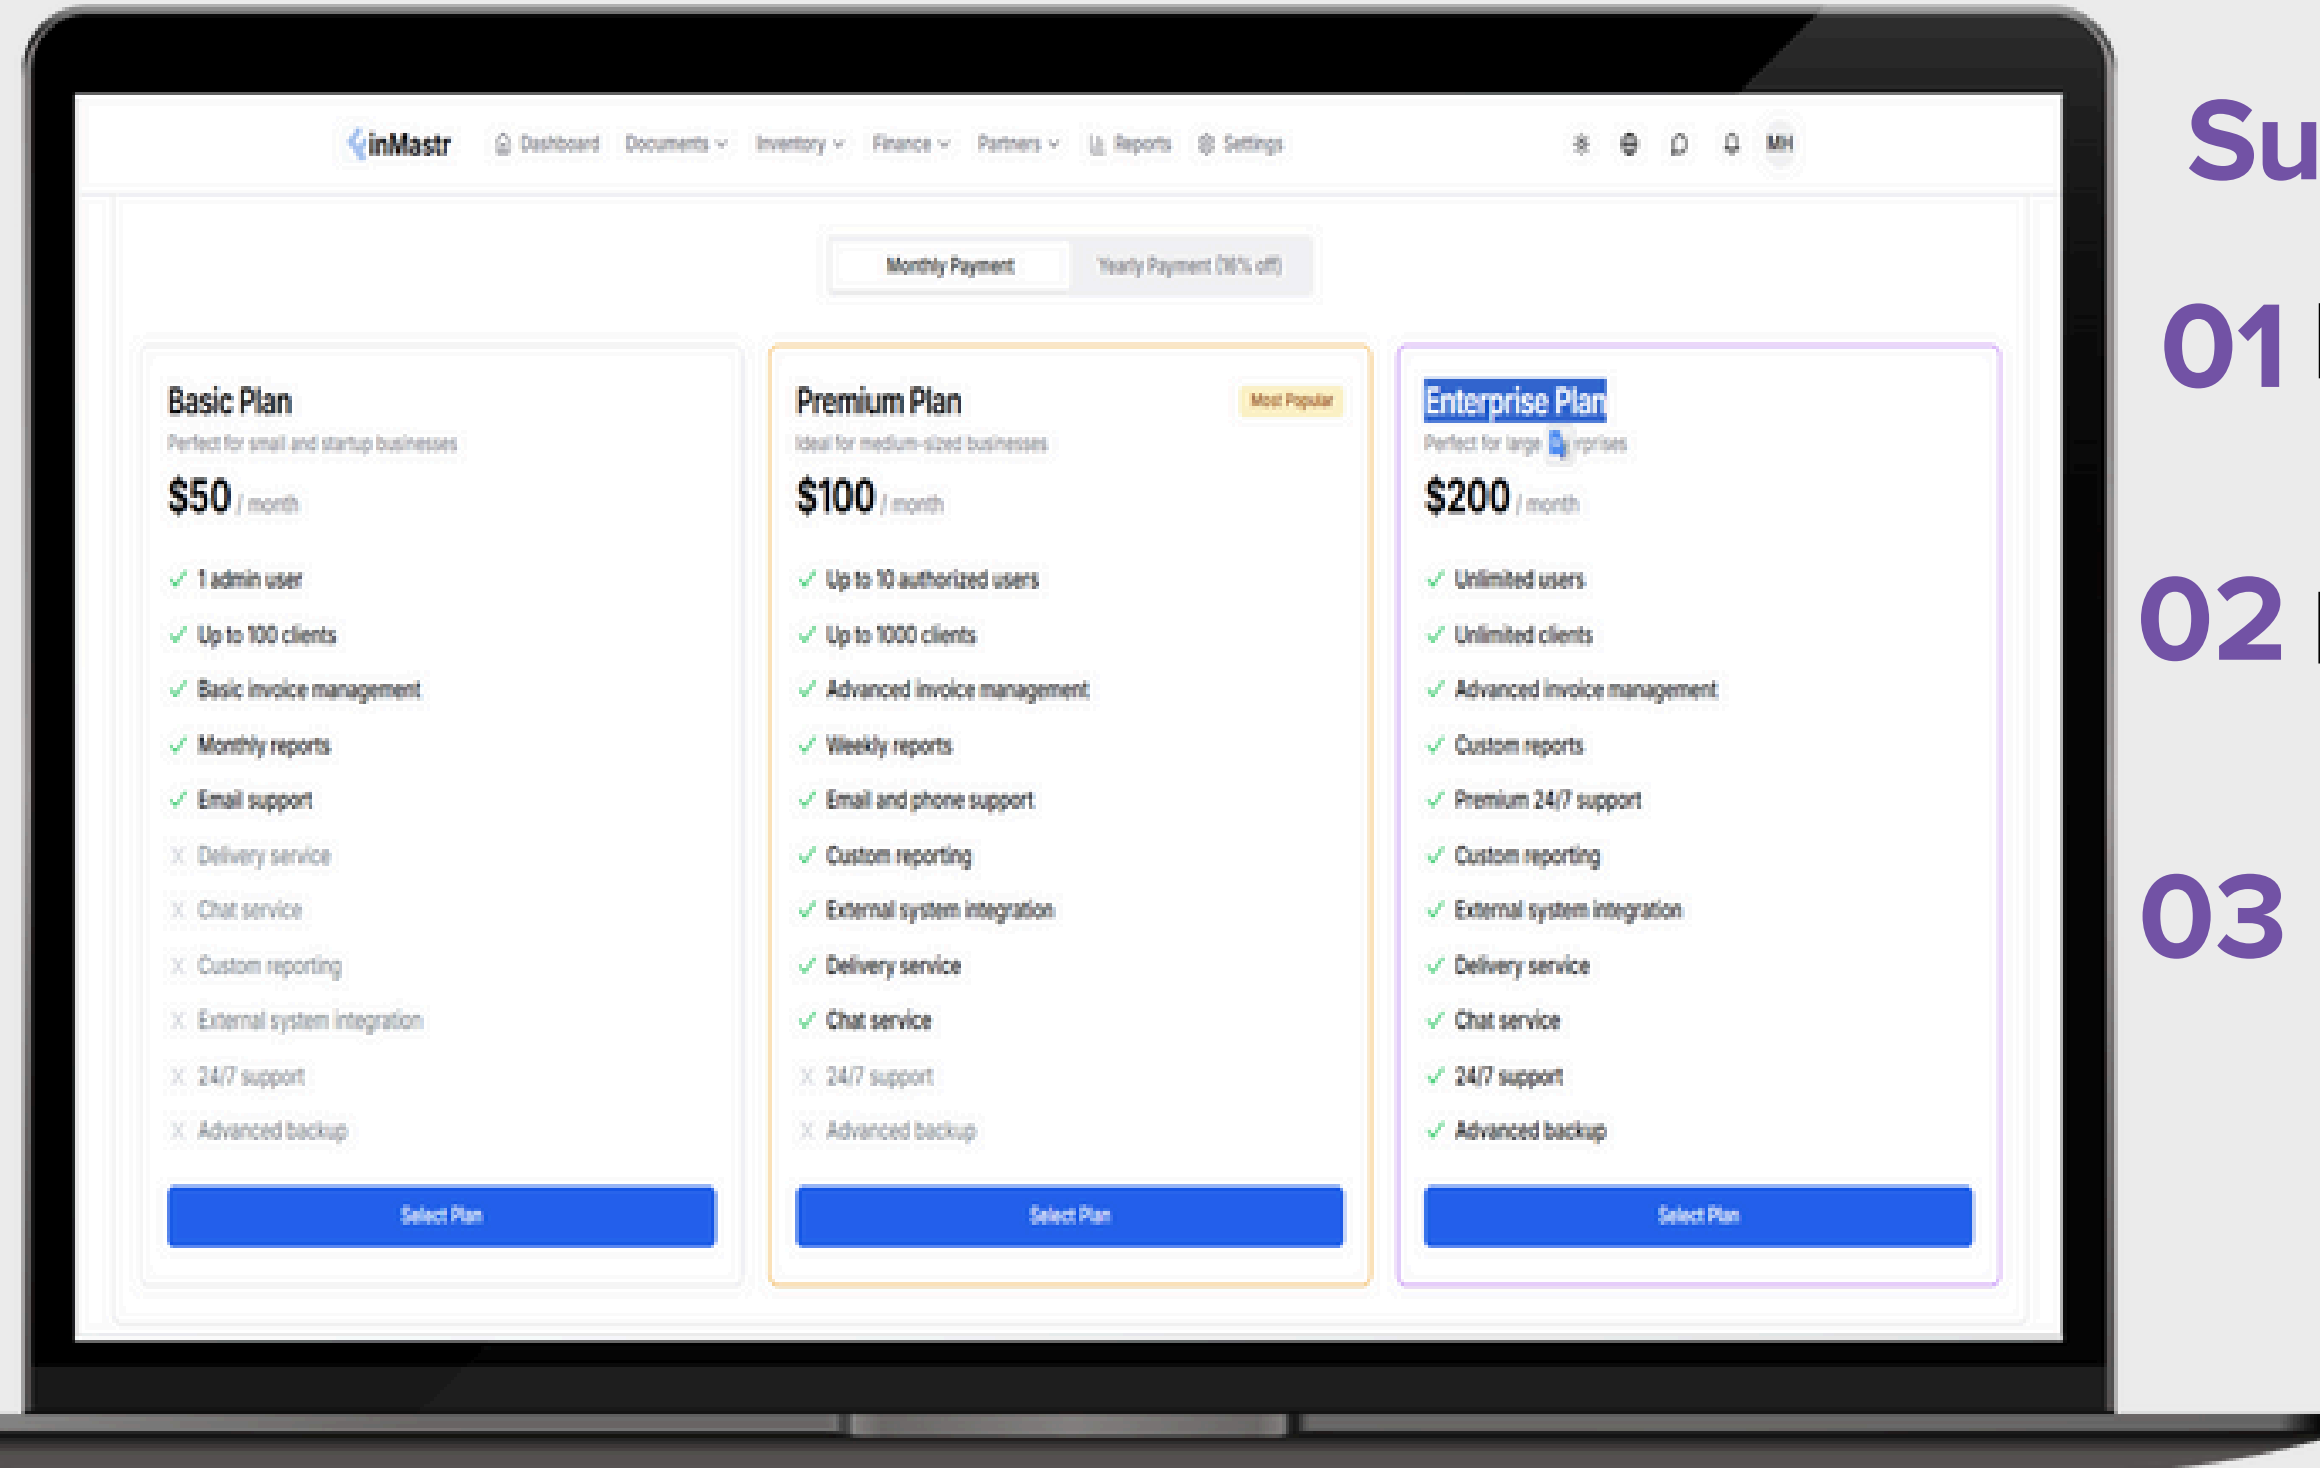 inMastr Dashboard Documents Inventory Finance Partners Reports Settings MH
Monthly Payment Yearly Payment (16% off)
Basic Plan
Perfect for small and startup businesses
$50 / month
1 admin user
Up to 100 clients
Basic invoice management
Monthly reports
Email support
Delivery service
Chat service
Custom reporting
External system integration
24/7 support
Advanced backup
Select Plan
Premium Plan
Most Popular
Ideal for medium-sized businesses
$100 / month
Up to 10 authorized users
Up to 1000 clients
Advanced invoice management
Weekly reports
Email and phone support
Custom reporting
External system integration
Delivery service
Chat service
24/7 support
Advanced backup
Select Plan
Enterprise Plan
Perfect for large rprises
$200 / month
Unlimited users
Unlimited clients
Advanced invoice management
Custom reports
Premium 24/7 support
Custom reporting
External system integration
Delivery service
Chat service
24/7 support
Advanced backup
Select Plan
Su
01
02
03